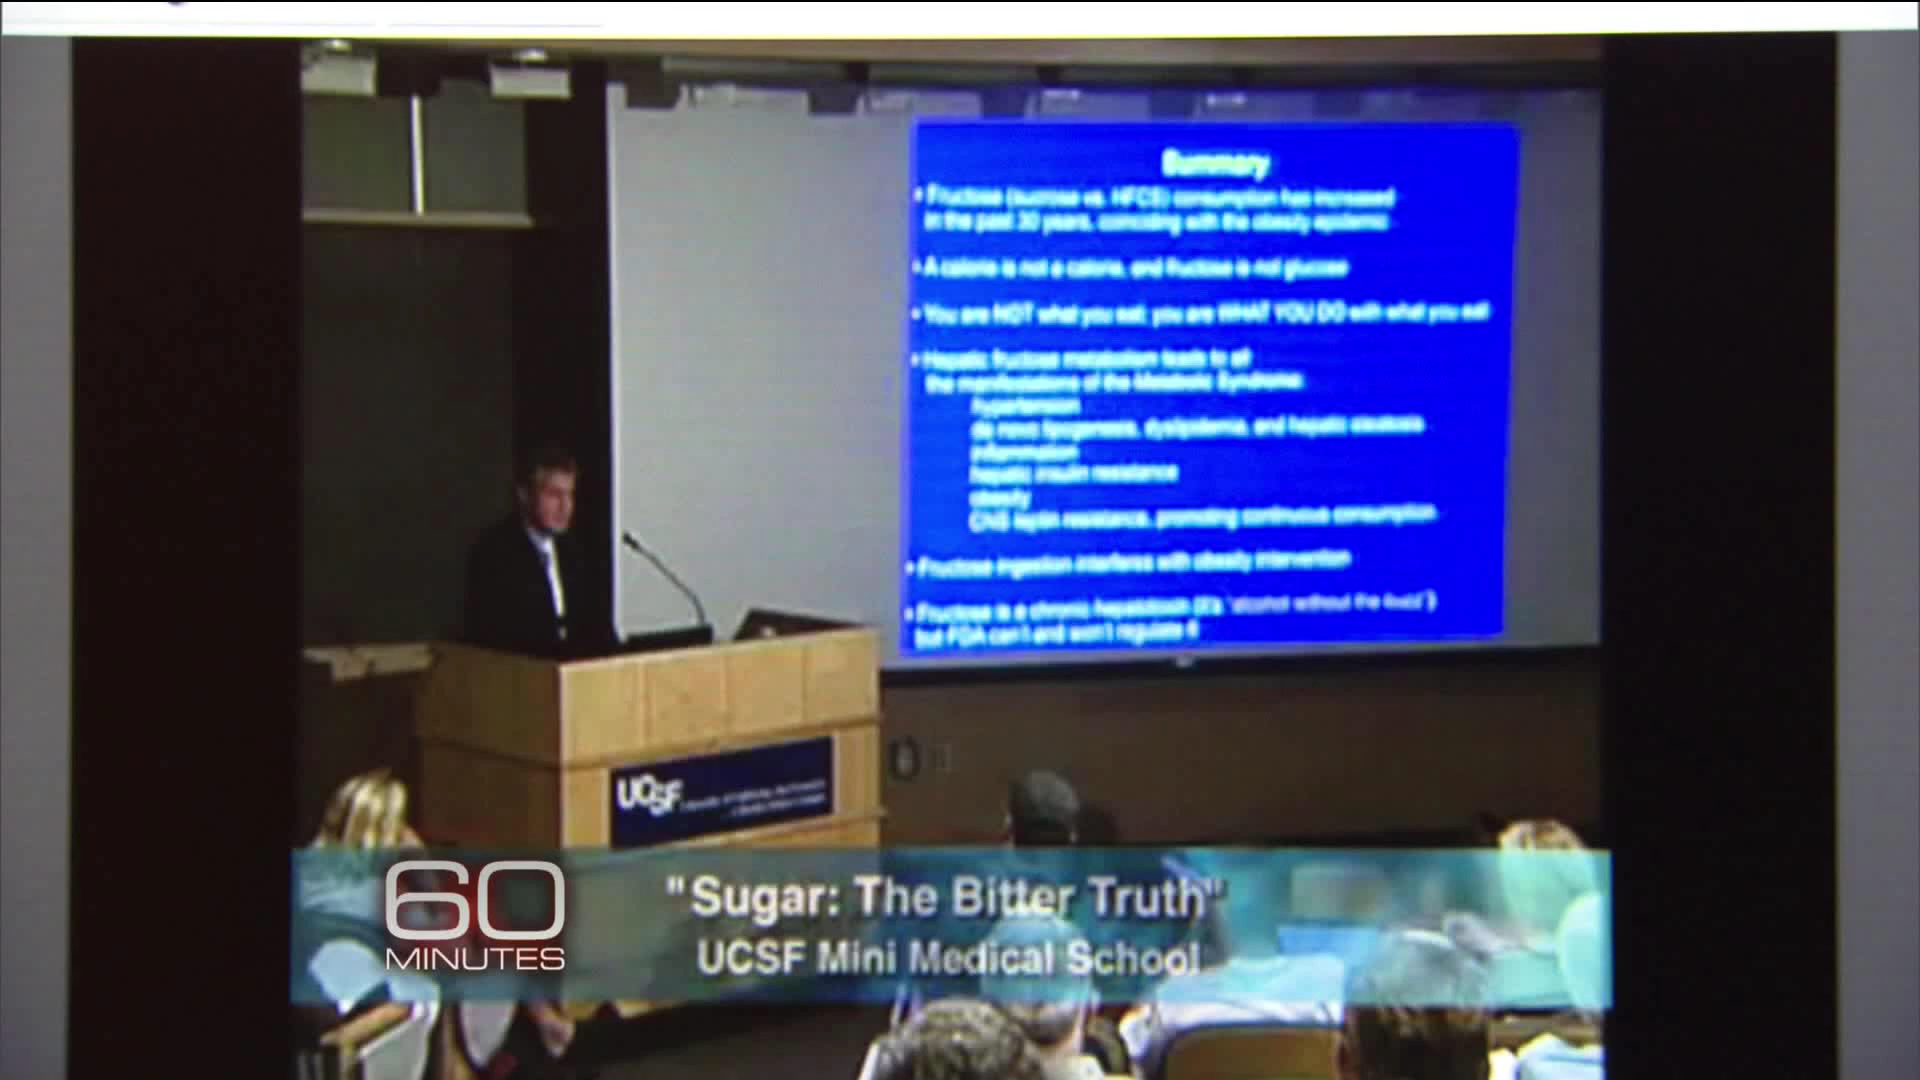 Summary
• Fructose (sucrose vs. HFCS) consumption has increased
in the past 30 years, coinciding with the obesity epidemic
• A calorie is not a calorie, and fructose is not glucose
• You are NOT what you eat; you are WHAT YOU DO with what you eat
• Hepatic fructose metabolism leads to all
the manifestations of the Metabolic Syndrome:
hypertension
de novo lipogenesis, dyslipidemia, and hepatic steatosis
inflammation
hepatic insulin resistance
obesity
CNS leptin resistance, promoting continuous consumption
• Fructose ingestion interferes with obesity intervention
• Fructose is a chronic hepatotoxin (it's "alcohol without the buzz")
but FDA can't and won't regulate it
UCSF
60
MINUTES
"Sugar: The Bitter Truth"
UCSF Mini Medical School